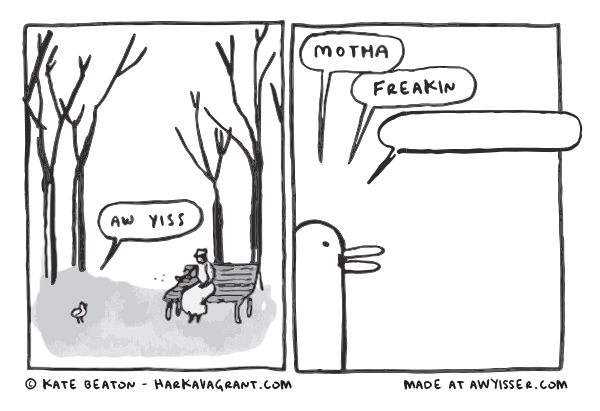 AW YISS
MOTHA
FREAKIN
© KATE BEATON - HARKAVAGRANT.COM
MADE AT AWYISSER.COM